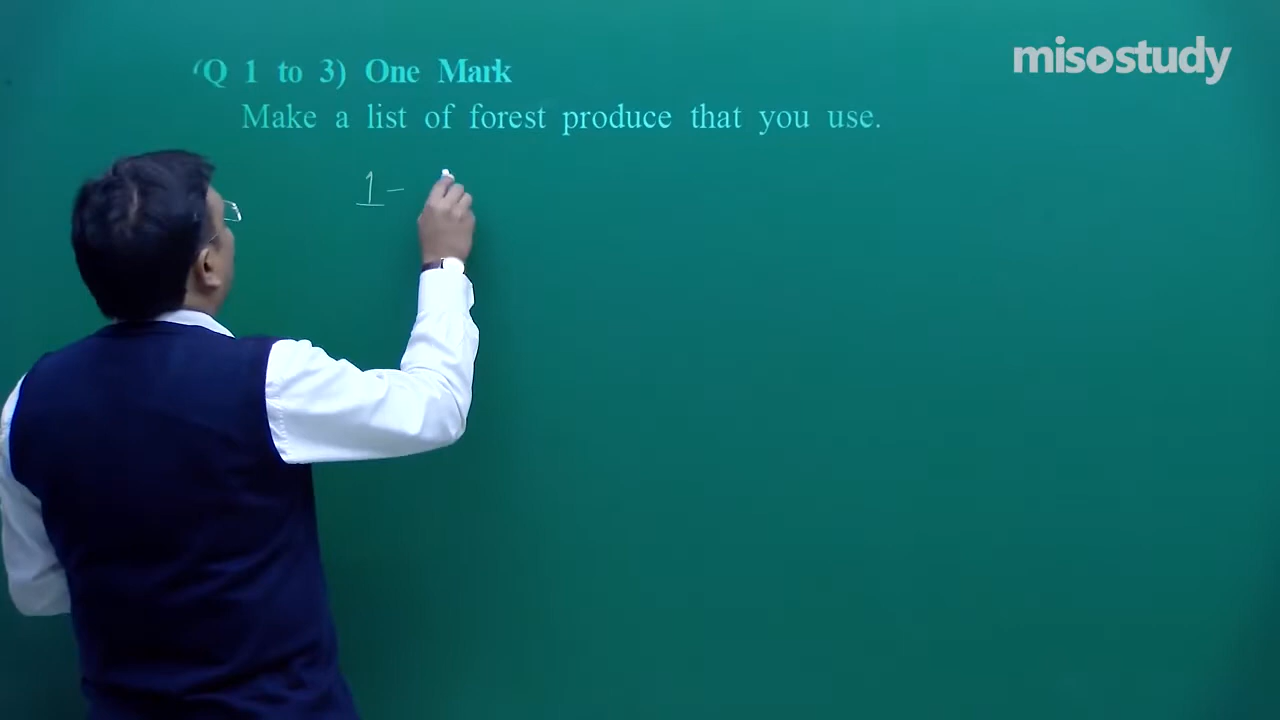 misostudy
(Q 1 to 3) One Mark
Make a list of forest produce that you use.
1-